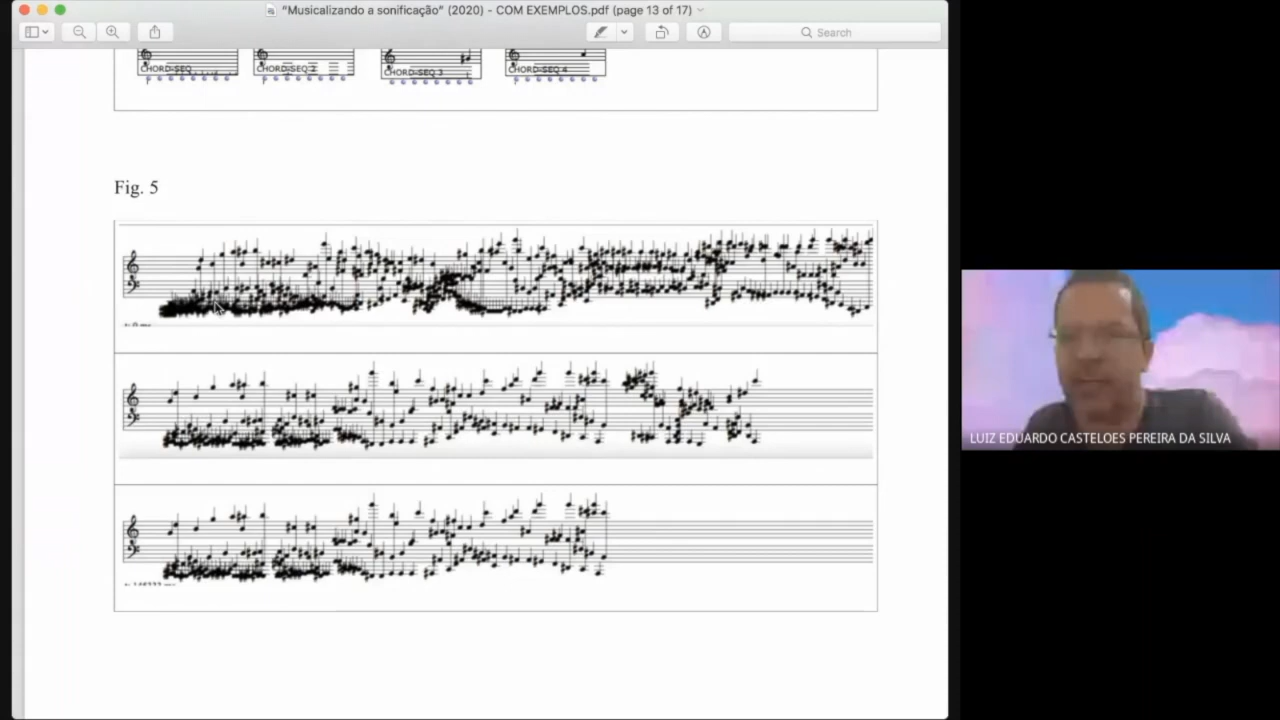 “Musicalizando a sonificação” (2020) - COM EXEMPLOS.pdf (page 13 of 17)
Search
CHORD-SEQ CHORD-SEQ 2 CHORD-SEQ 3 CHORD-SEQ 4
Fig. 5
LUIZ EDUARDO CASTELOES PEREIRA DA SILVA